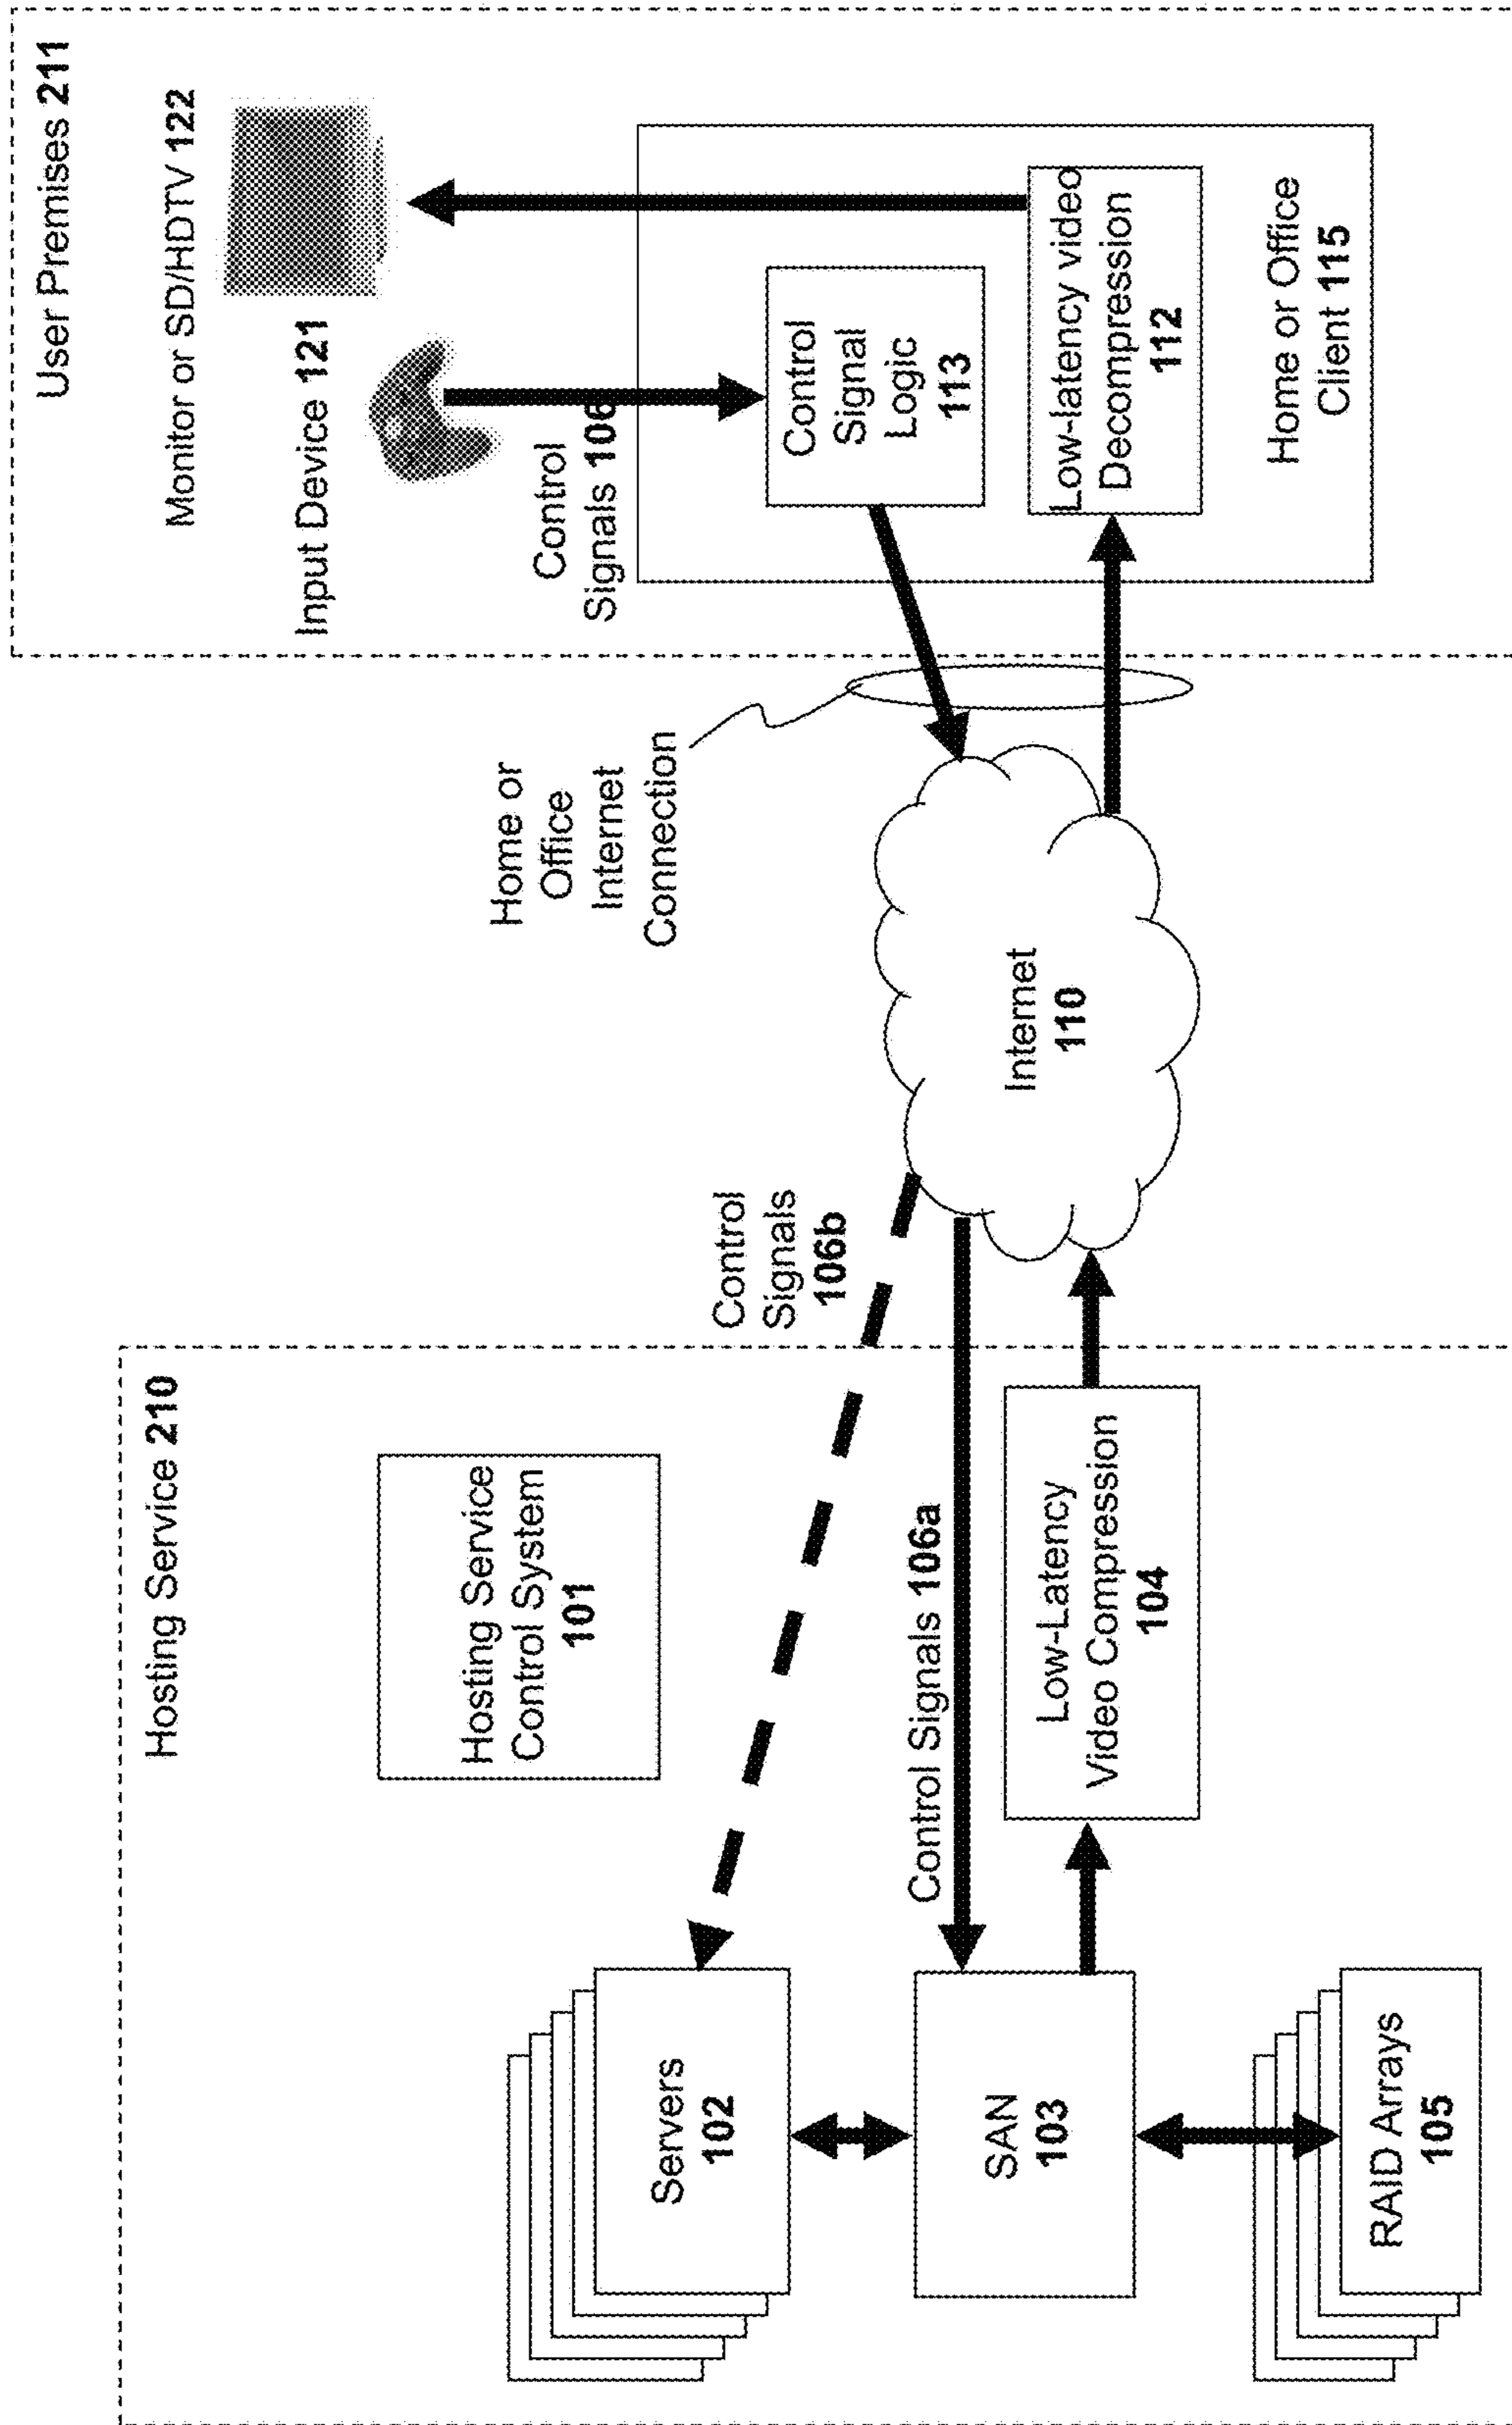 Hosting Service 210
Hosting Service
Control System
101
Servers
102
SAN
103
RAID Arrays
105
Control Signals 106a
Low-Latency
Video Compression
104
Control
Signals
106b
Internet
110
Home or
Office
Internet
Connection
User Premises 211
Monitor or SD/HDTV 122
Input Device 121
Control
Signals 106
Control
Signal
Logic
113
Low-latency video
Decompression
112
Home or Office
Client 115